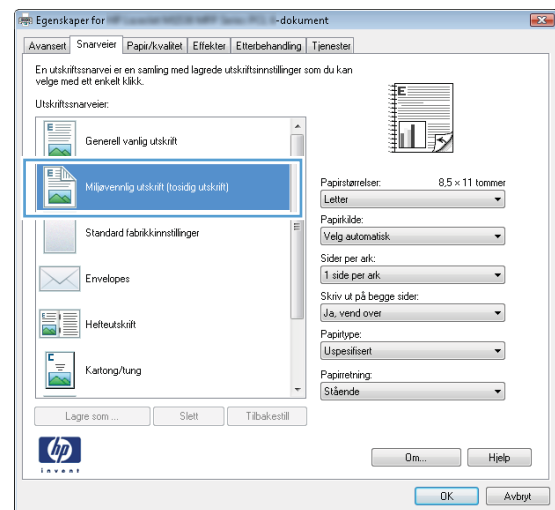 Egenskaper for -dokument
Avansert Snarveier Papir/kvalitet Effekter Etterbehandling Tjenester
En utskriftssnarvei er en samling med lagrede utskriftsinnstillinger som du kan
velge med ett enkelt klikk.
Utskriftssnarveier:
Generell vanlig utskrift
Miljøvennlig utskrift (tosidig utskrift)
Standard fabrikkinnstillinger
Envelopes
Hefteutskrift
Kartong/tung
Lagre som ... Slett Tilbakestill
E
Papirstørrelser: 8,5 × 11 tommer
Letter
Papirkilde:
Velg automatisk
Sider per ark:
1 side per ark
Skriv ut på begge sider:
Ja, vend over
Papirtype:
Uspesifisert
Papirretning:
Stående
hp
invent
Om... Hjelp
OK Avbryt